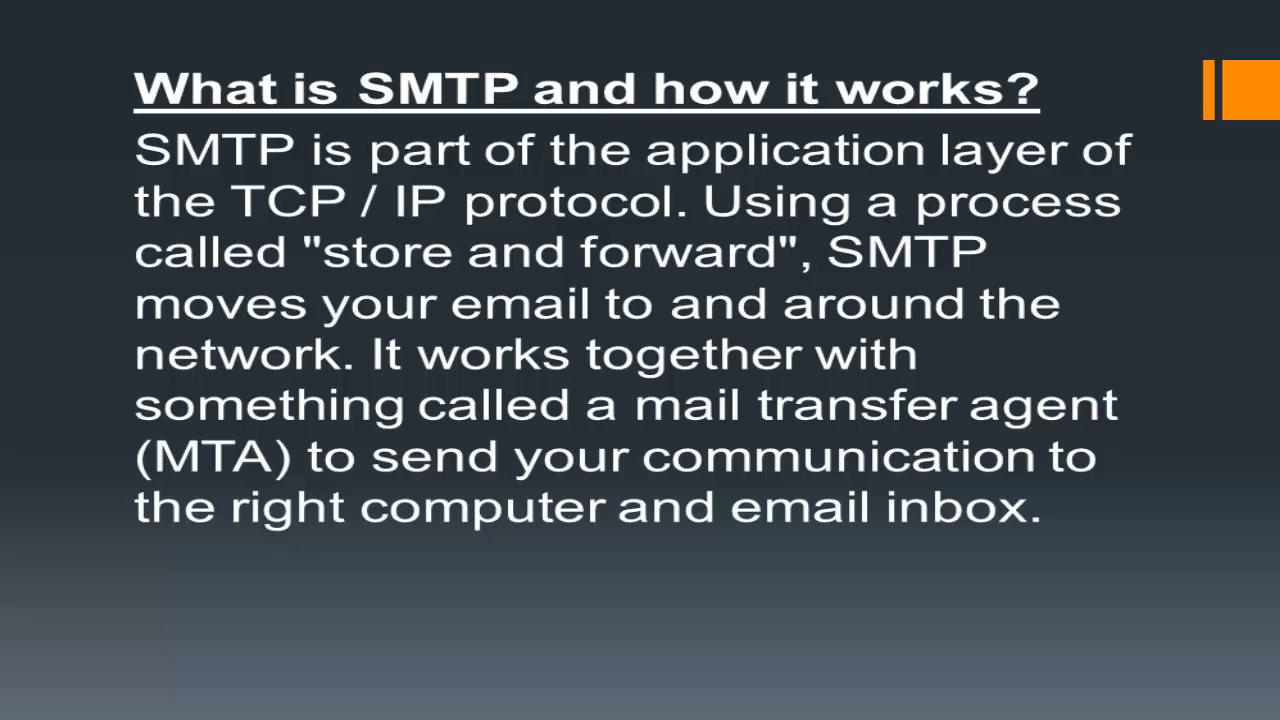 What is SMTP and how it works?
SMTP is part of the application layer of
the TCP / IP protocol. Using a process
called "store and forward", SMTP
moves your email to and around the
network. It works together with
something called a mail transfer agent
(MTA) to send your communication to
the right computer and email inbox.